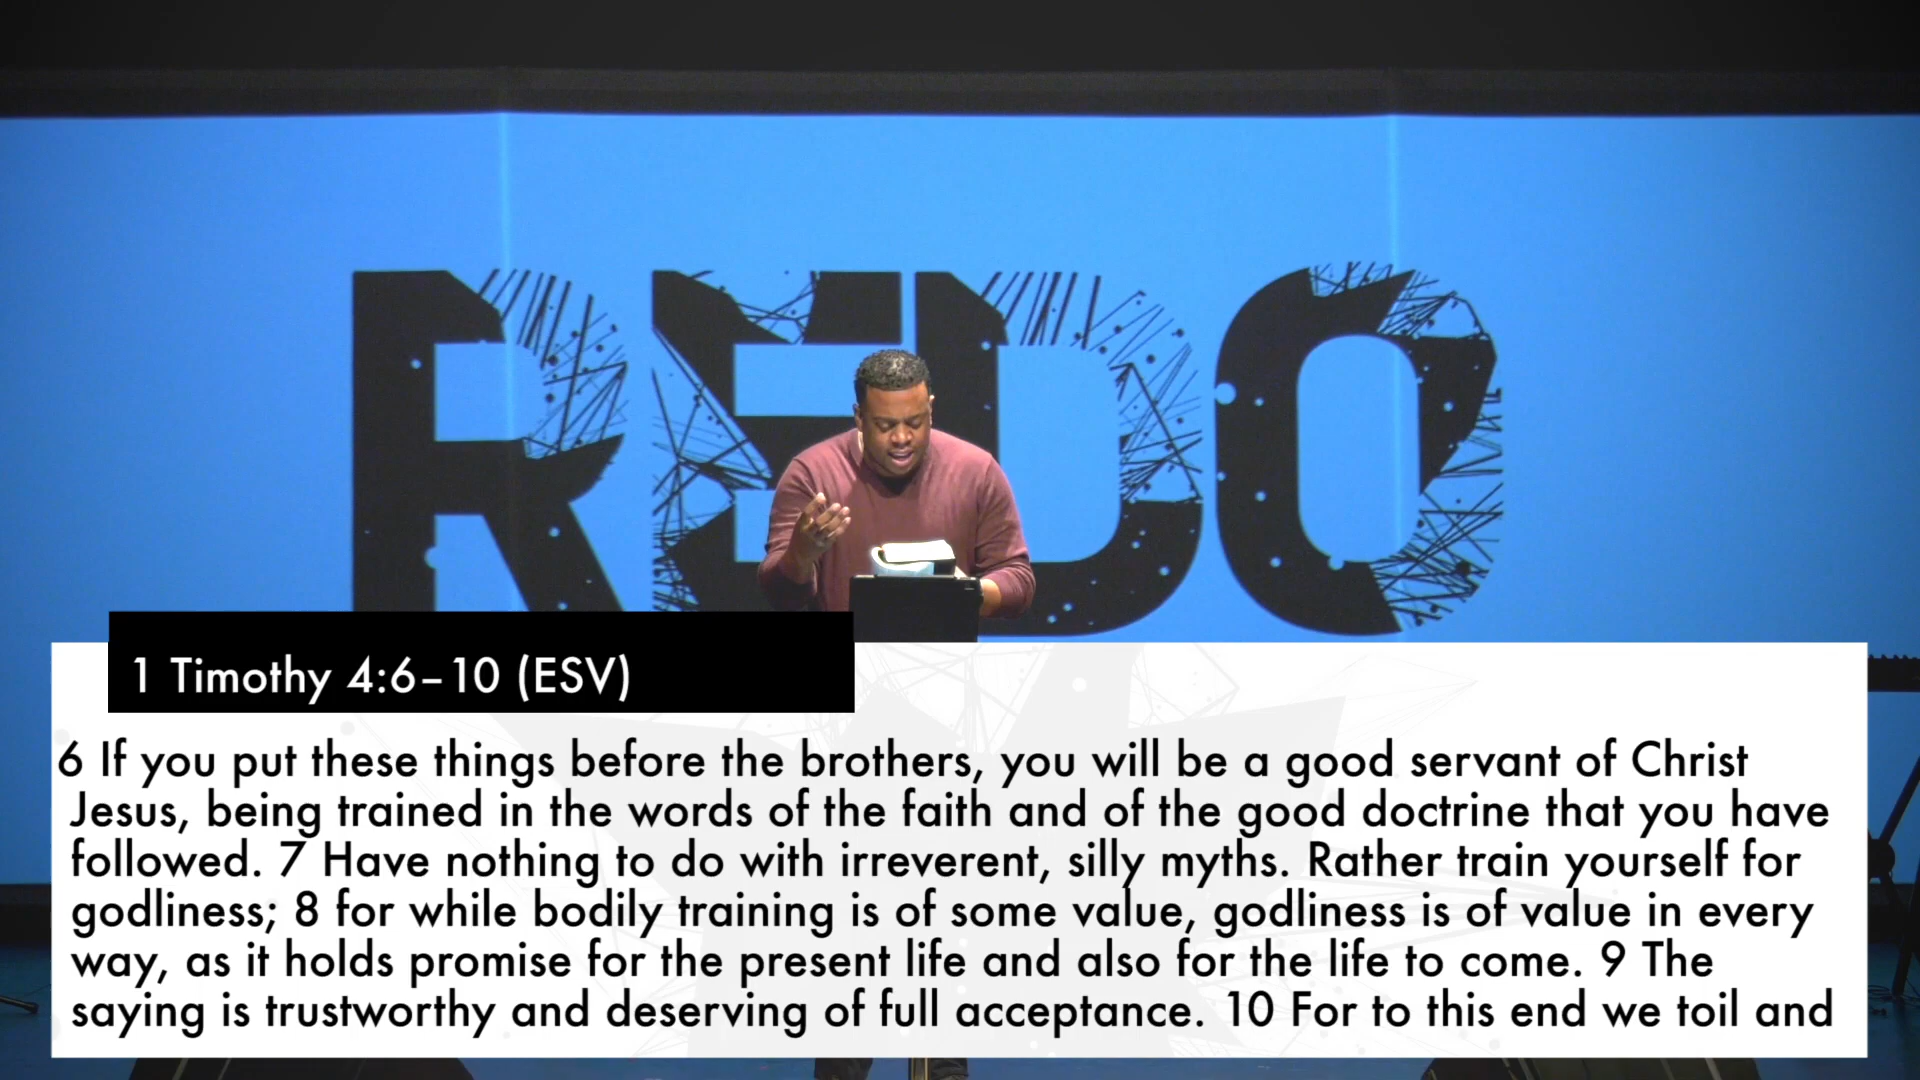 REDO
1 Timothy 4:6–10 (ESV)
6 If you put these things before the brothers, you will be a good servant of Christ
Jesus, being trained in the words of the faith and of the good doctrine that you have
followed. 7 Have nothing to do with irreverent, silly myths. Rather train yourself for
godliness; 8 for while bodily training is of some value, godliness is of value in every
way, as it holds promise for the present life and also for the life to come. 9 The
saying is trustworthy and deserving of full acceptance. 10 For to this end we toil and